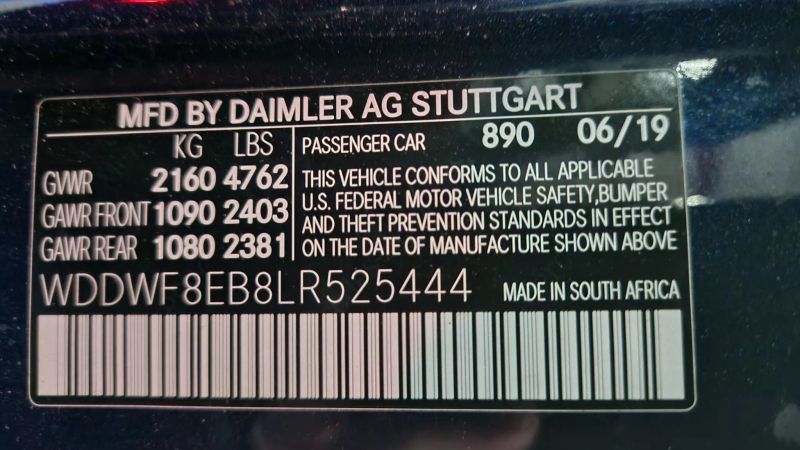 MFD BY DAIMLER AG STUTTGART
KG LBS
GVWR 2160 4762
GAWR FRONT 1090 2403
GAWR REAR 1080 2381
PASSENGER CAR 890 06/19
THIS VEHICLE CONFORMS TO ALL APPLICABLE
U.S. FEDERAL MOTOR VEHICLE SAFETY,BUMPER
AND THEFT PREVENTION STANDARDS IN EFFECT
ON THE DATE OF MANUFACTURE SHOWN ABOVE
WDDWF8EB8LR525444 MADE IN SOUTH AFRICA